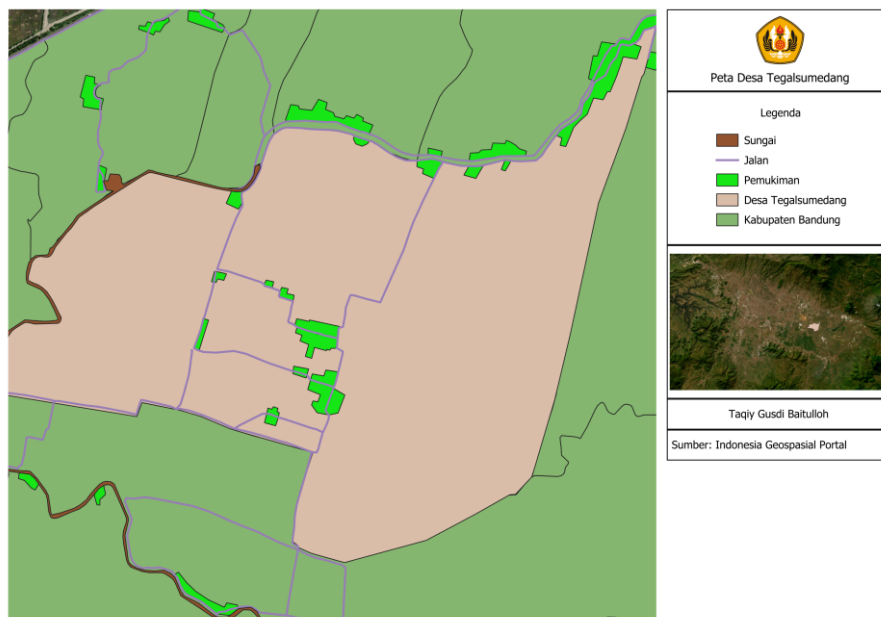 Peta Desa Tegalsumedang
Legenda
Sungai
Jalan
Pemukiman
Desa Tegalsumedang
Kabupaten Bandung
Taqiy Gusdi Baitulloh
Sumber: Indonesia Geospasial Portal